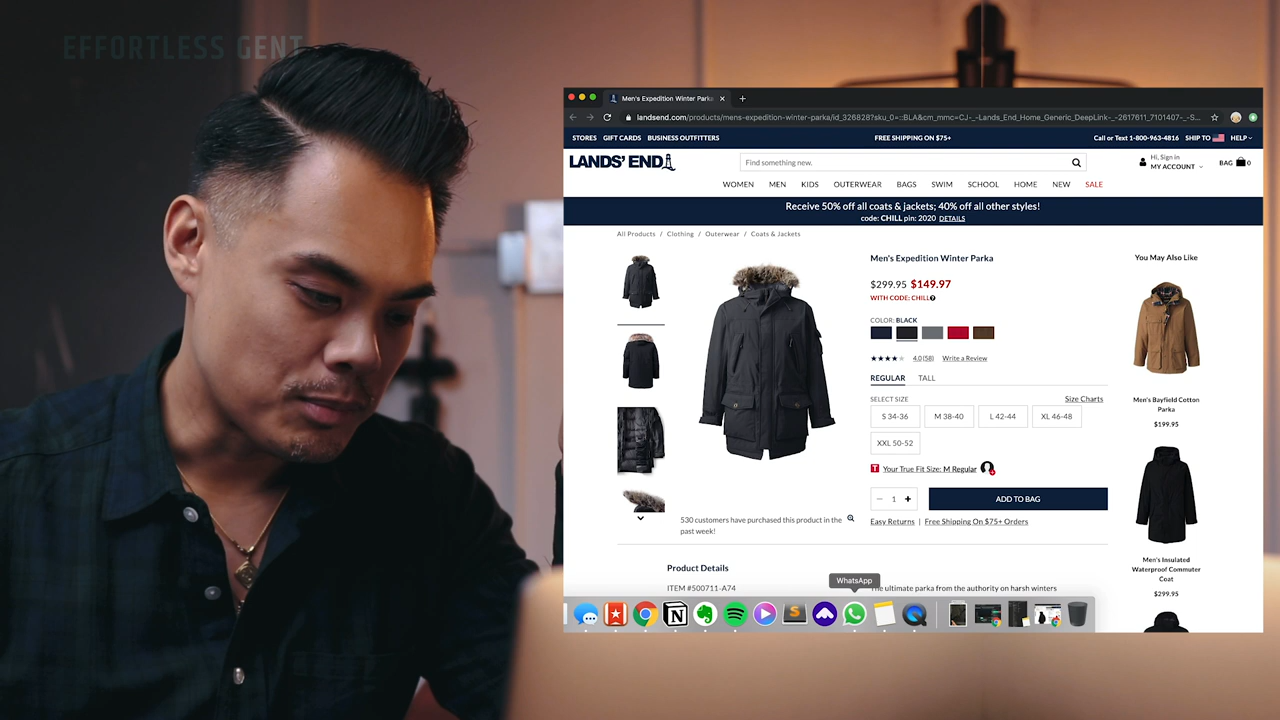 EFFORTLESS GENT
Men's Expedition Winter Parka
landsend.com/products/mens-expedition-winter-parka/id_326828?sku_0=::BLA&cm_mmc=CJ-_-Lands_End_Home_Generic_DeepLink-_-2617611_7101407-_-S...
STORES GIFT CARDS BUSINESS OUTFITTERS FREE SHIPPING ON $75+ Call or Text 1-800-963-4816 SHIP TO HELP
LANDS' END Find something new. Hi, Sign in MY ACCOUNT BAG 0
WOMEN MEN KIDS OUTERWEAR BAGS SWIM SCHOOL HOME NEW SALE
Receive 50% off all coats & jackets; 40% off all other styles!
code: CHILL pin: 2020 DETAILS
All Products / Clothing / Outerwear / Coats & Jackets
Men's Expedition Winter Parka
$299.95 $149.97
WITH CODE: CHILL
COLOR: BLACK
4.0 (58) Write a Review
REGULAR TALL
SELECT SIZE Size Charts
S 34-36 M 38-40 L 42-44 XL 46-48
XXL 50-52
T Your True Fit Size: M Regular
1 ADD TO BAG
Easy Returns | Free Shipping On $75+ Orders
530 customers have purchased this product in the
past week!
Product Details
ITEM #500711-A74
The ultimate parka from the authority on harsh winters
WhatsApp
You May Also Like
Men's Bayfield Cotton
Parka
$199.95
Men's Insulated
Waterproof Commuter
Coat
$299.95